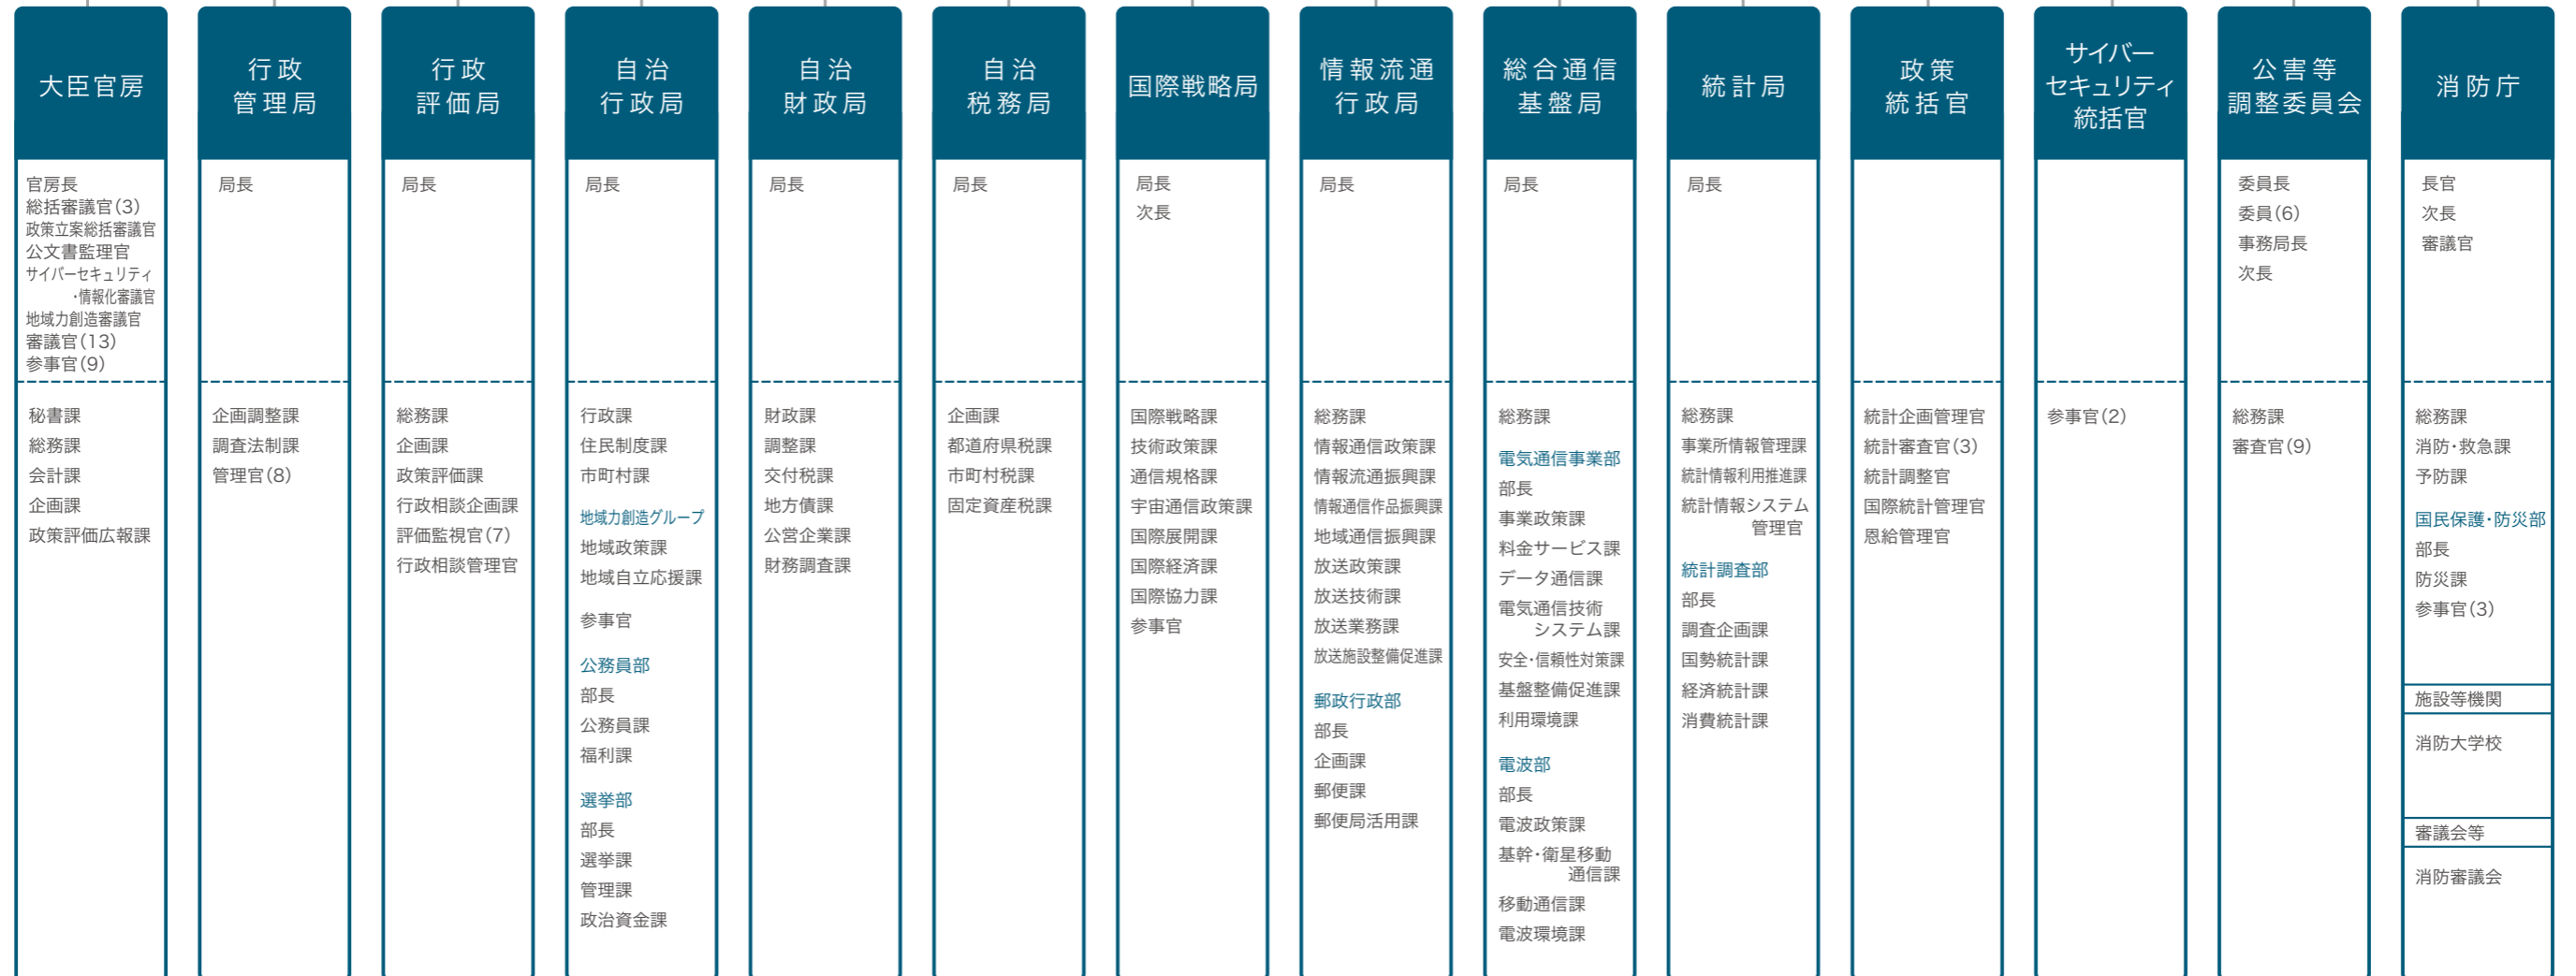 大臣官房
官房長
総括審議官(3)
政策立案総括審議官
公文書監理官
サイバーセキュリティ
・情報化審議官
地域力創造審議官
審議官(13)
参事官(9)
秘書課
総務課
会計課
企画課
政策評価広報課
行政
管理局
局長
企画調整課
調査法制課
管理官(8)
行政
評価局
局長
総務課
企画課
政策評価課
行政相談企画課
評価監視官(7)
行政相談管理官
自治
行政局
局長
行政課
住民制度課
市町村課
地域力創造グループ
地域政策課
地域自立応援課
参事官
公務員部
部長
公務員課
福利課
選挙部
部長
選挙課
管理課
政治資金課
自治
財政局
局長
財政課
調整課
交付税課
地方債課
公営企業課
財務調査課
自治
税務局
局長
企画課
都道府県税課
市町村税課
固定資産税課
国際戦略局
局長
次長
国際戦略課
技術政策課
通信規格課
宇宙通信政策課
国際展開課
国際経済課
国際協力課
参事官
情報流通
行政局
局長
総務課
情報通信政策課
情報流通振興課
情報通信作品振興課
地域通信振興課
放送政策課
放送技術課
放送業務課
放送施設整備促進課
郵政行政部
部長
企画課
郵便課
郵便局活用課
総合通信
基盤局
局長
総務課
電気通信事業部
部長
事業政策課
料金サービス課
データ通信課
電気通信技術
システム課
安全・信頼性対策課
基盤整備促進課
利用環境課
電波部
部長
電波政策課
基幹・衛星移動
通信課
移動通信課
電波環境課
統計局
局長
総務課
事業所情報管理課
統計情報利用推進課
統計情報システム
管理官
統計調査部
部長
調査企画課
国勢統計課
経済統計課
消費統計課
政策
統括官
統計企画管理官
統計審査官(3)
統計調整官
国際統計管理官
恩給管理官
サイバー
セキュリティ
統括官
参事官(2)
公害等
調整委員会
委員長
委員(6)
事務局長
次長
総務課
審査官(9)
消防庁
長官
次長
審議官
総務課
消防・救急課
予防課
国民保護・防災部
部長
防災課
参事官(3)
施設等機関
消防大学校
審議会等
消防審議会